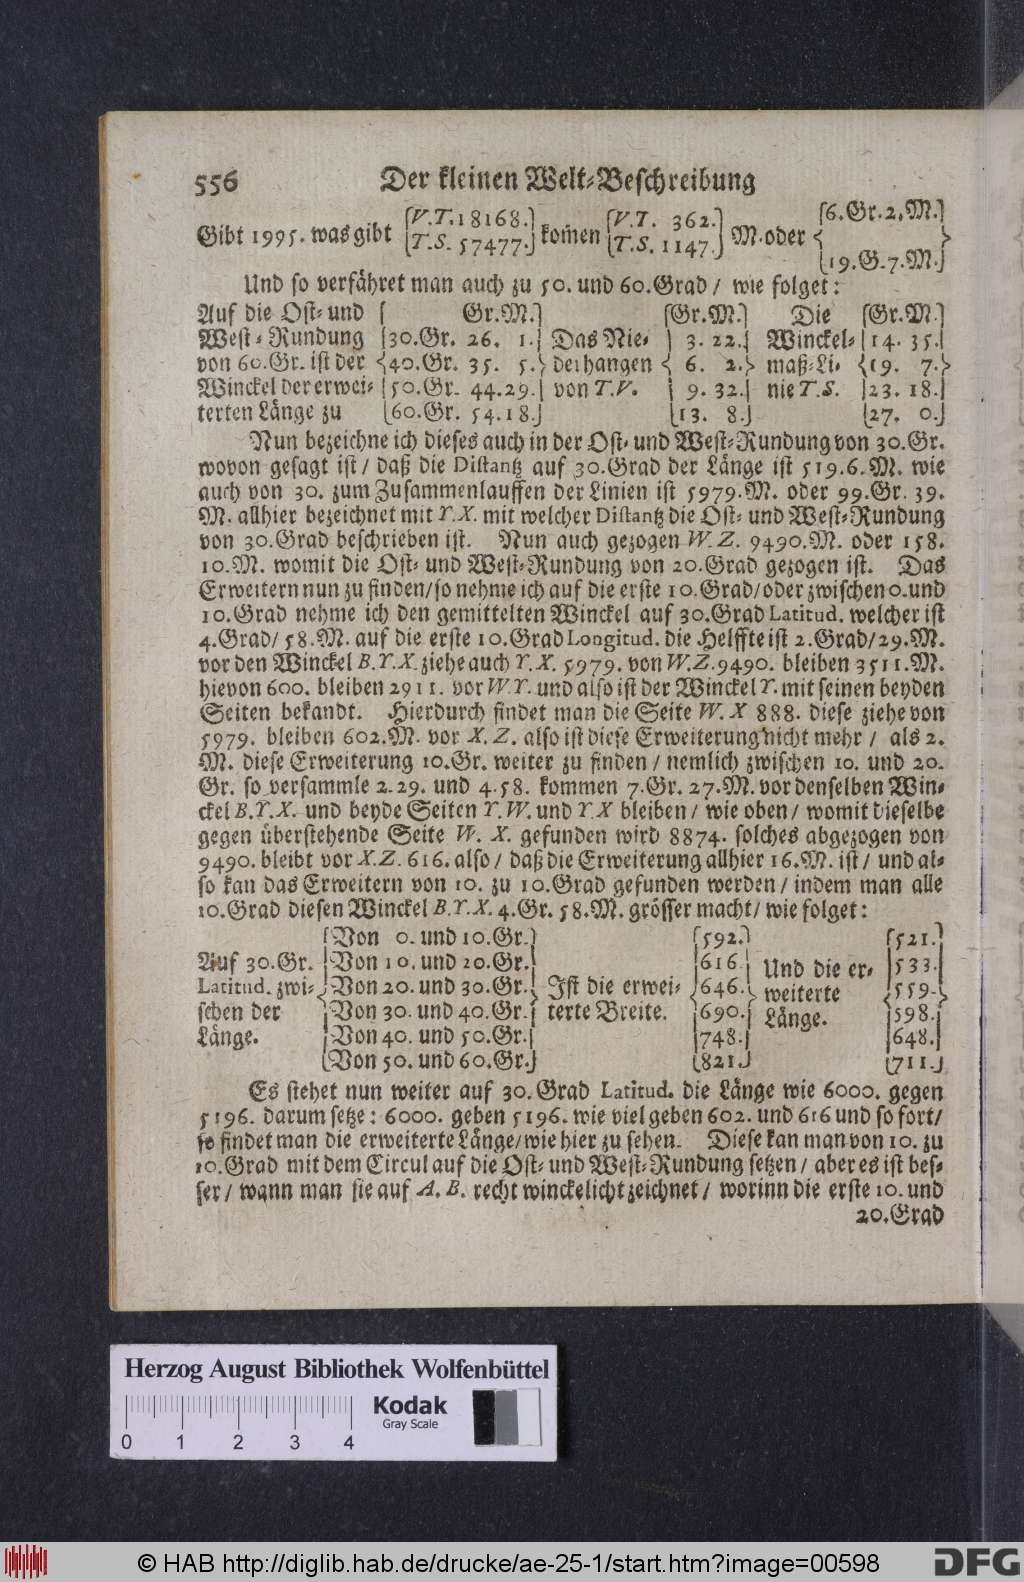 556 Der kleinen Welt-Beschreibung
Gibt 1995. was gibt {V.T. 18168. T.S. 57477.} kom̃en {V.T. 362. T.S. 1147.} M. oder {6. Gr. 2. M. 19. G. 7. M.}
Und so verfähret man auch zu 50. und 60. Grad / wie folget:
Auf die Ost- und { Gr. M.} {Gr. M.} Die {Gr. M.}
West-Rundung {30. Gr. 26. 1.} Das Nie- } 3. 22. } Winckel- {14. 35.}
von 60. Gr. ist der {40. Gr. 35. 5.} derhangen { 6. 2. } maß-Li- {19. 7.}
Winckel der erwei- {50. Gr. 44. 29.} von T.V. { 9. 32. } nie T.S. {23. 18.}
terten Länge zu {60. Gr. 54. 18.} {13. 8.} {27. 0.}
Nun bezeichne ich dieses auch in der Ost- und West-Rundung von 30. Gr.
wovon gesagt ist / daß die Distantz auf 30. Grad der Länge ist 519. 6. M. wie
auch von 30. zum Zusammenlauffen der Linien ist 5979. M. oder 99. Gr. 39.
M. allhier bezeichnet mit Y. X. mit welcher Distantz die Ost- und West-Rundung
von 30. Grad beschrieben ist. Nun auch gezogen W. Z. 9490. M. oder 158.
10. M. womit die Ost- und West-Rundung von 20. Grad gezogen ist. Das
Erweitern nun zu finden / so nehme ich auf die erste 10. Grad / oder zwischen 0. und
10. Grad nehme ich den gemittelten Winckel auf 30. Grad Latitud. welcher ist
4. Grad / 58. M. auf die erste 10. Grad Longitud. die Helffte ist 2. Grad / 29. M.
vor den Winckel B. Y. X. ziehe auch Y. X. 5979. von W. Z. 9490. bleiben 3511. M.
hievon 600. bleiben 2911. vor W. Y. und also ist der Winckel Y. mit seinen beyden
Seiten bekandt. Hierdurch findet man die Seite W. X 888. diese ziehe von
5979. bleiben 602. M. vor X. Z. also ist diese Erweiterung nicht mehr / als 2.
M. diese Erweiterung 10. Gr. weiter zu finden / nemlich zwischen 10. und 20.
Gr. so versammle 2. 29. und 4. 58. kommen 7. Gr. 27. M. vor denselben Win-
ckel B. Y. X. und beyde Seiten Y. W. und Y. X bleiben / wie oben / womit dieselbe
gegen überstehende Seite W. X. gefunden wird 8874. solches abgezogen von
9490. bleibt vor X. Z. 616. also / daß die Erweiterung allhier 16. M. ist / und al-
so kan das Erweitern von 10. zu 10. Grad gefunden werden / indem man alle
10. Grad diesen Winckel B. Y. X. 4. Gr. 58. M. grösser macht / wie folget:
{Von 0. und 10. Gr.} {592.} {521.}
Auf 30. Gr. {Von 10. und 20. Gr.} {616} Und die er- {533.}
Latitud. zwi- {Von 20. und 30. Gr.} Ist die erwei- {646.} weiterte {559.}
schen der {Von 30. und 40. Gr.} terte Breite. {690.} Länge. {598.}
Länge. {Von 40. und 50. Gr.} {748.} {648.}
{Von 50. und 60. Gr.} {821.} {711.}
Es stehet nun weiter auf 30. Grad Latitud. die Länge wie 6000. gegen
5196. darum setze: 6000. geben 5196. wie viel geben 602. und 616 und so fort /
so findet man die erweiterte Länge / wie hier zu sehen. Diese kan man von 10. zu
10. Grad mit dem Circul auf die Ost- und West-Rundung setzen / aber es ist bes-
ser / wann man sie auf A. B. recht winckelicht zeichnet / worinn die erste 10. und
20. Grad
Herzog August Bibliothek Wolfenbüttel
Kodak
Gray Scale
0 1 2 3 4
© HAB http://diglib.hab.de/drucke/ae-25-1/start.htm?image=00598
DFG